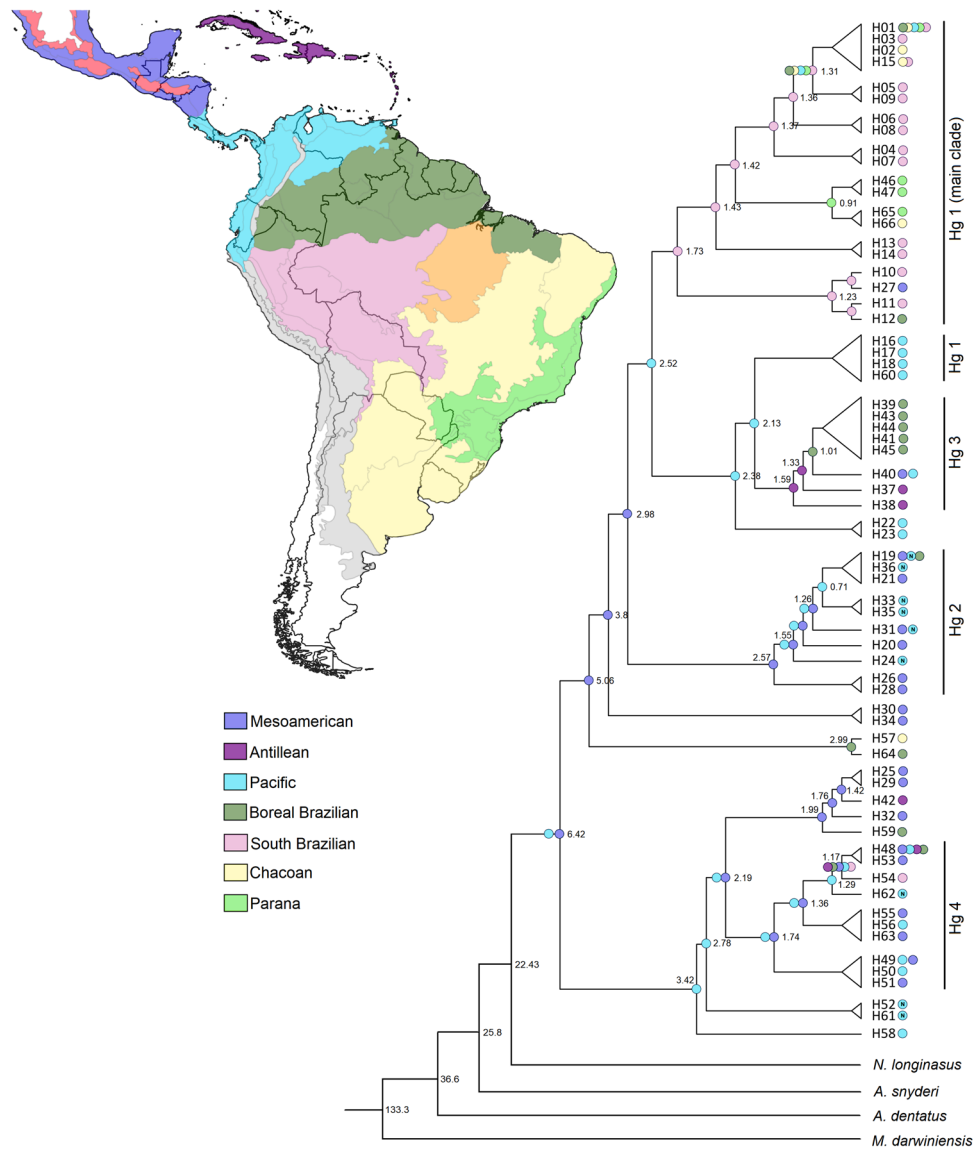 H01
H03
H02
H15
1.31
H05
H09
1.36
H06
H08
1.37
H04
H07
1.42
H46
H47
0.91
H65
H66
1.43
H13
H14
1.73
H10
H27
1.23
H11
H12
Hg 1 (main clade)
H16
H17
H18
H60
Hg 1
2.52
2.13
H39
H43
H44
H41
H45
1.01
1.33
H40
1.59
H37
2.38
H38
Hg 3
H22
H23
2.98
H19 N
H36 N
H21
0.71
H33 N
H35 N
1.26
H31 N
1.55
H20
2.57
H24 N
H26
H28
Hg 2
3.8
5.06
H30
H34
2.99
H57
H64
Mesoamerican
Antillean
Pacific
Boreal Brazilian
South Brazilian
Chacoan
Parana
H25
H29
1.42
1.76
H42
1.99
H32
H59
6.42
H48
H53
1.17
H54
1.29
H62 N
2.19
1.36
H55
H56
H63
1.74
2.78
H49
H50
H51
Hg 4
3.42
H52 N
H61 N
H58
22.43
25.8
36.6
133.3
N. longinasus
A. snyderi
A. dentatus
M. darwiniensis